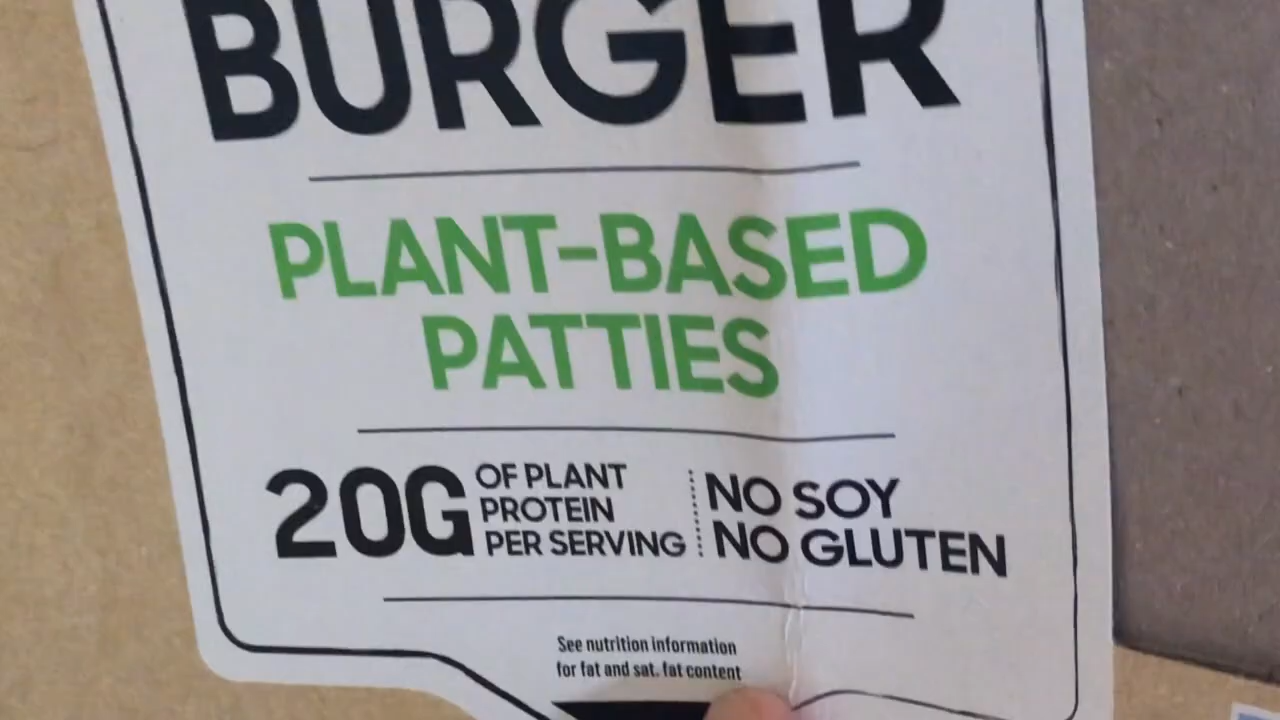 BURGER
PLANT-BASED
PATTIES
20G OF PLANT
PROTEIN
PER SERVING
NO SOY
NO GLUTEN
See nutrition information
for fat and sat. fat content